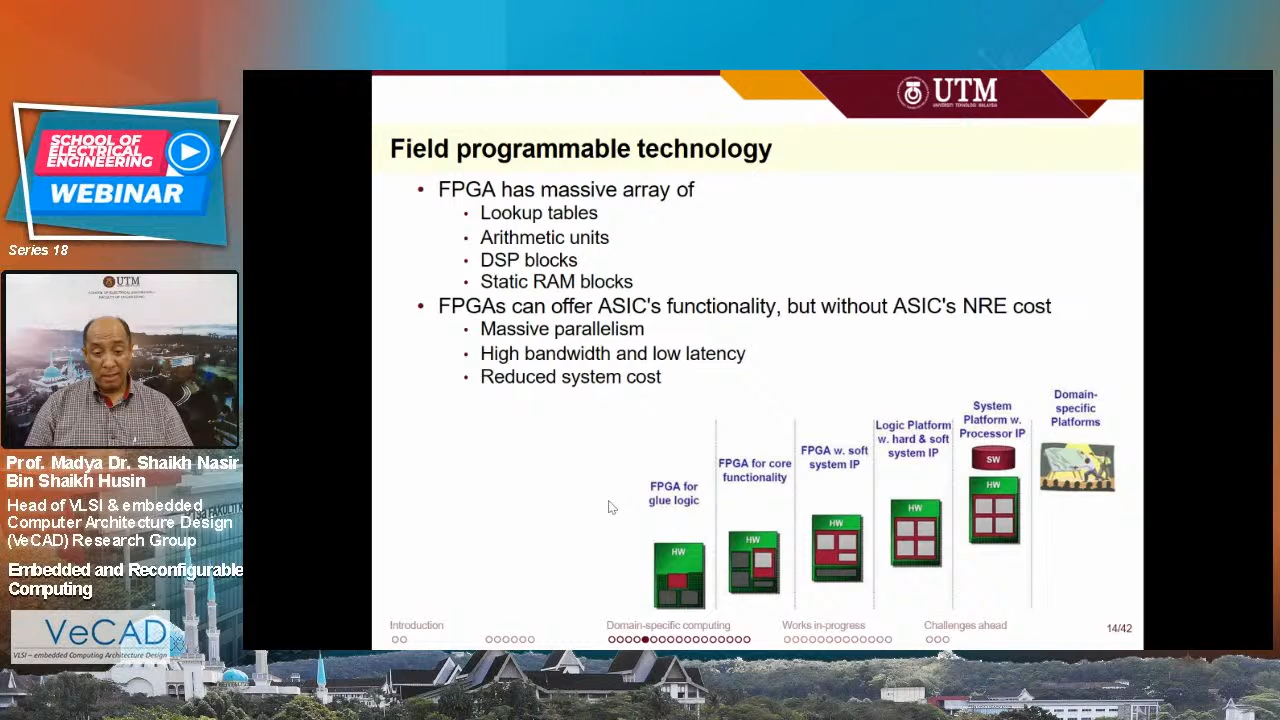 SCHOOL OF
ELECTRICAL
ENGINEERING
WEBINAR
Series 18
UTM
Prof. Madya Dr. Shaikh Nasir
Bin Shaikh Husin
Head of VLSI & embedded
Computer Architecture Design
(VeCAD) Research Group
Embedded and Reconfigurable
Computing
VeCAD
VLSI – embedded Computing Architecture Design
UTM
UNIVERSITI TEKNOLOGI MALAYSIA
Field programmable technology
• FPGA has massive array of
• Lookup tables
• Arithmetic units
• DSP blocks
• Static RAM blocks
• FPGAs can offer ASIC's functionality, but without ASIC's NRE cost
• Massive parallelism
• High bandwidth and low latency
• Reduced system cost
FPGA for
glue logic
HW
FPGA for core
functionality
HW
FPGA w. soft
system IP
HW
Logic Platform
w. hard & soft
system IP
HW
System
Platform w.
Processor IP
SW
HW
Domain-
specific
Platforms
Introduction
Domain-specific computing
Works in-progress
Challenges ahead
14/42